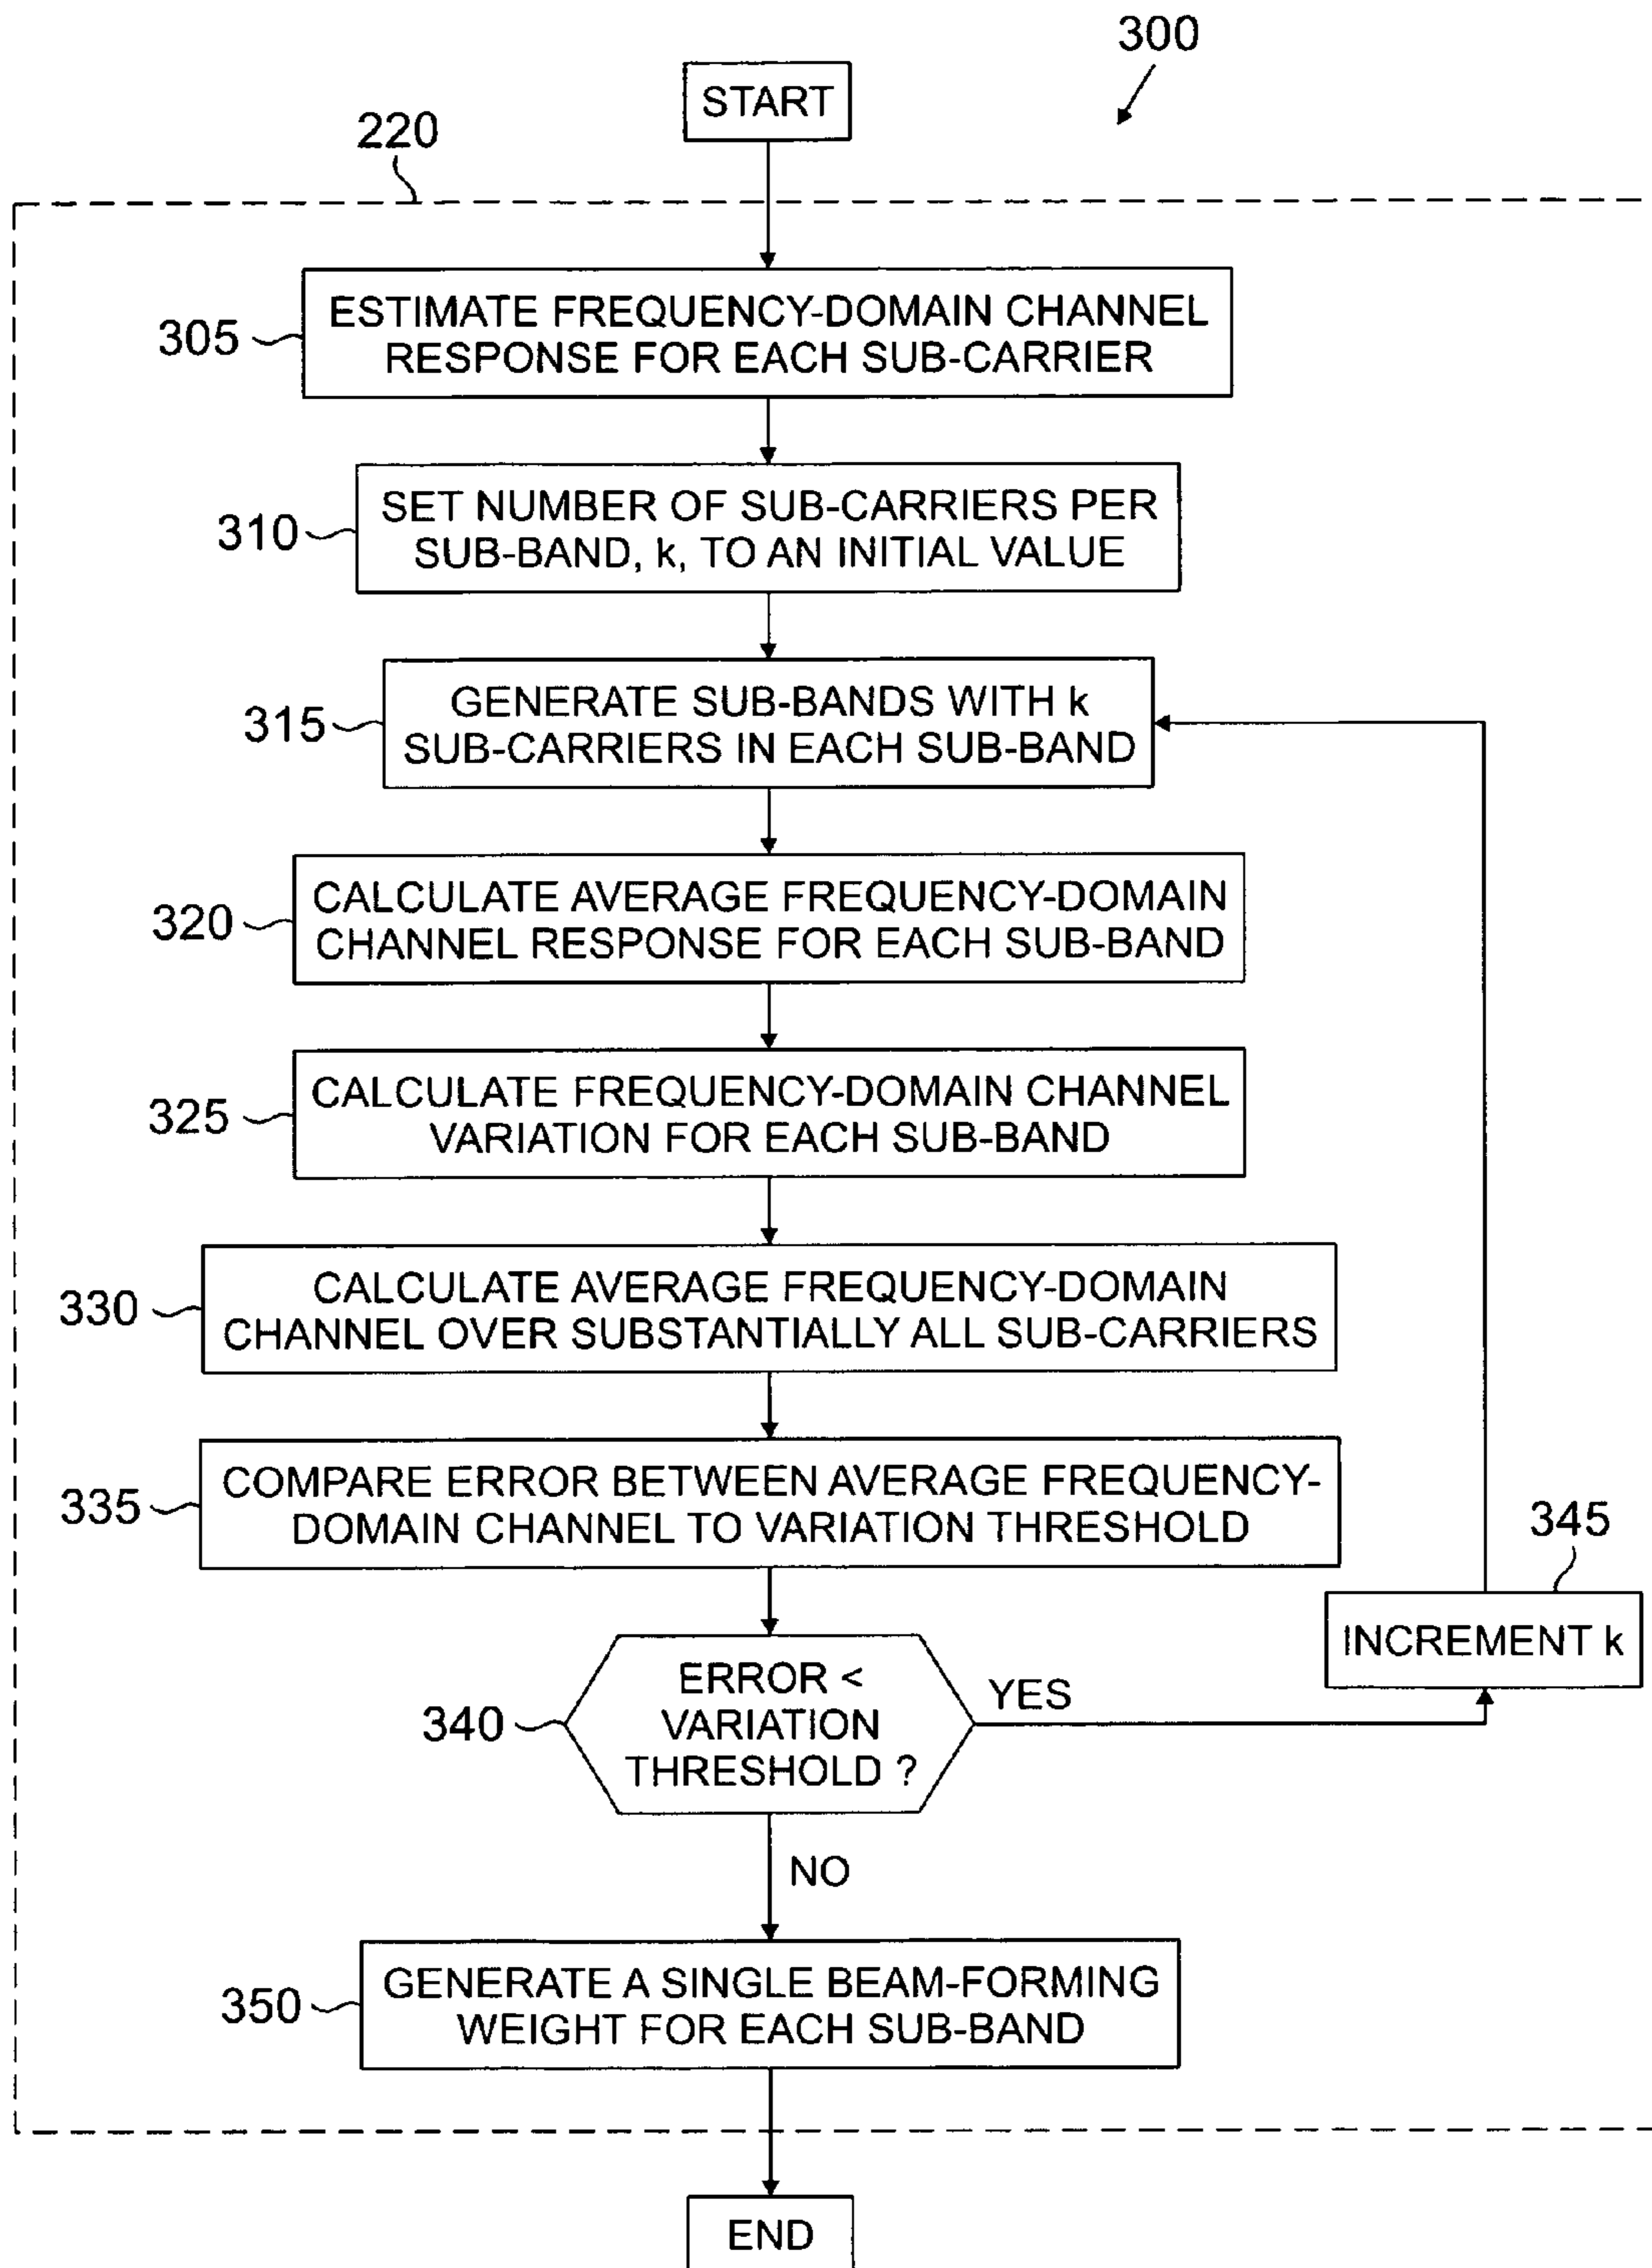 300
START
220
305
ESTIMATE FREQUENCY-DOMAIN CHANNEL
RESPONSE FOR EACH SUB-CARRIER
310
SET NUMBER OF SUB-CARRIERS PER
SUB-BAND, k, TO AN INITIAL VALUE
315
GENERATE SUB-BANDS WITH k
SUB-CARRIERS IN EACH SUB-BAND
320
CALCULATE AVERAGE FREQUENCY-DOMAIN
CHANNEL RESPONSE FOR EACH SUB-BAND
325
CALCULATE FREQUENCY-DOMAIN CHANNEL
VARIATION FOR EACH SUB-BAND
330
CALCULATE AVERAGE FREQUENCY-DOMAIN
CHANNEL OVER SUBSTANTIALLY ALL SUB-CARRIERS
335
COMPARE ERROR BETWEEN AVERAGE FREQUENCY-
DOMAIN CHANNEL TO VARIATION THRESHOLD
345
INCREMENT k
340
ERROR <
VARIATION
THRESHOLD ?
YES
NO
350
GENERATE A SINGLE BEAM-FORMING
WEIGHT FOR EACH SUB-BAND
END